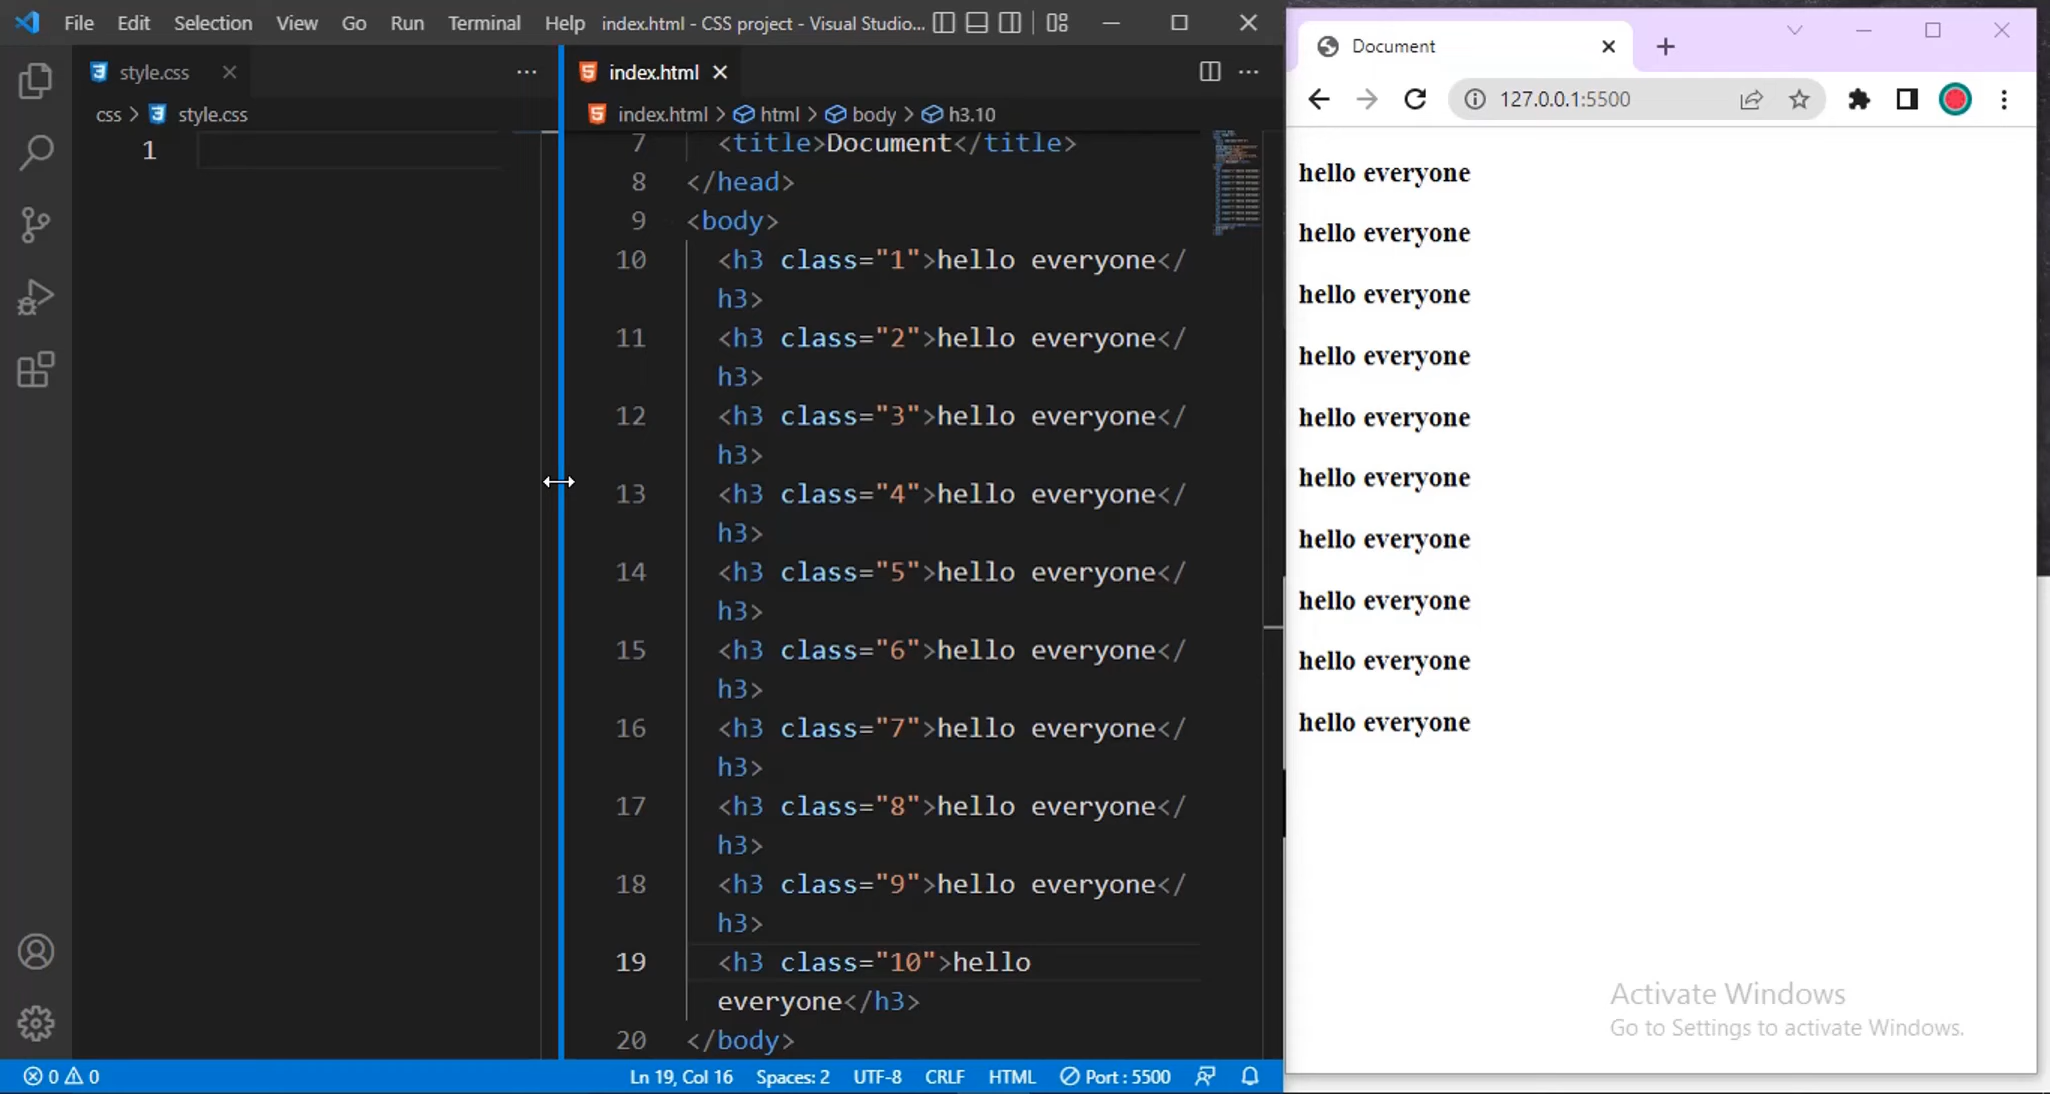 File Edit Selection View Go Run Terminal Help index.html - CSS project - Visual Studio...
style.css
css > style.css
1
index.html
index.html > html > body > h3.10
7 <title>Document</title>
8 </head>
9 <body>
10 <h3 class="1">hello everyone</
h3>
11 <h3 class="2">hello everyone</
h3>
12 <h3 class="3">hello everyone</
h3>
13 <h3 class="4">hello everyone</
h3>
14 <h3 class="5">hello everyone</
h3>
15 <h3 class="6">hello everyone</
h3>
16 <h3 class="7">hello everyone</
h3>
17 <h3 class="8">hello everyone</
h3>
18 <h3 class="9">hello everyone</
h3>
19 <h3 class="10">hello
everyone</h3>
20 </body>
0 0 Ln 19, Col 16 Spaces: 2 UTF-8 CRLF HTML Port : 5500
Document
127.0.0.1:5500
hello everyone
hello everyone
hello everyone
hello everyone
hello everyone
hello everyone
hello everyone
hello everyone
hello everyone
hello everyone
Activate Windows
Go to Settings to activate Windows.